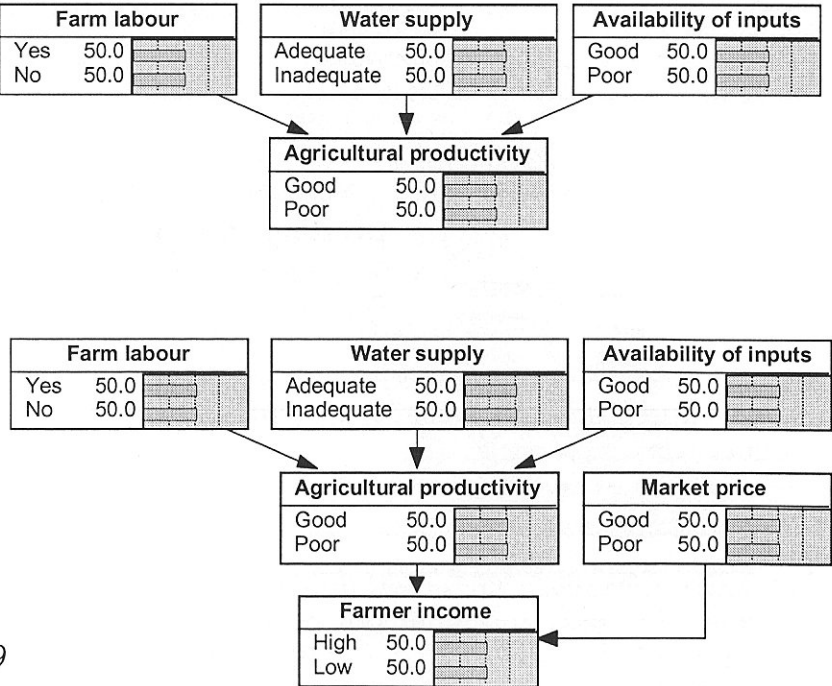 Farm labour
Yes 50.0
No 50.0
Water supply
Adequate 50.0
Inadequate 50.0
Availability of inputs
Good 50.0
Poor 50.0
Agricultural productivity
Good 50.0
Poor 50.0
Farm labour
Yes 50.0
No 50.0
Water supply
Adequate 50.0
Inadequate 50.0
Availability of inputs
Good 50.0
Poor 50.0
Agricultural productivity
Good 50.0
Poor 50.0
Market price
Good 50.0
Poor 50.0
Farmer income
High 50.0
Low 50.0
9